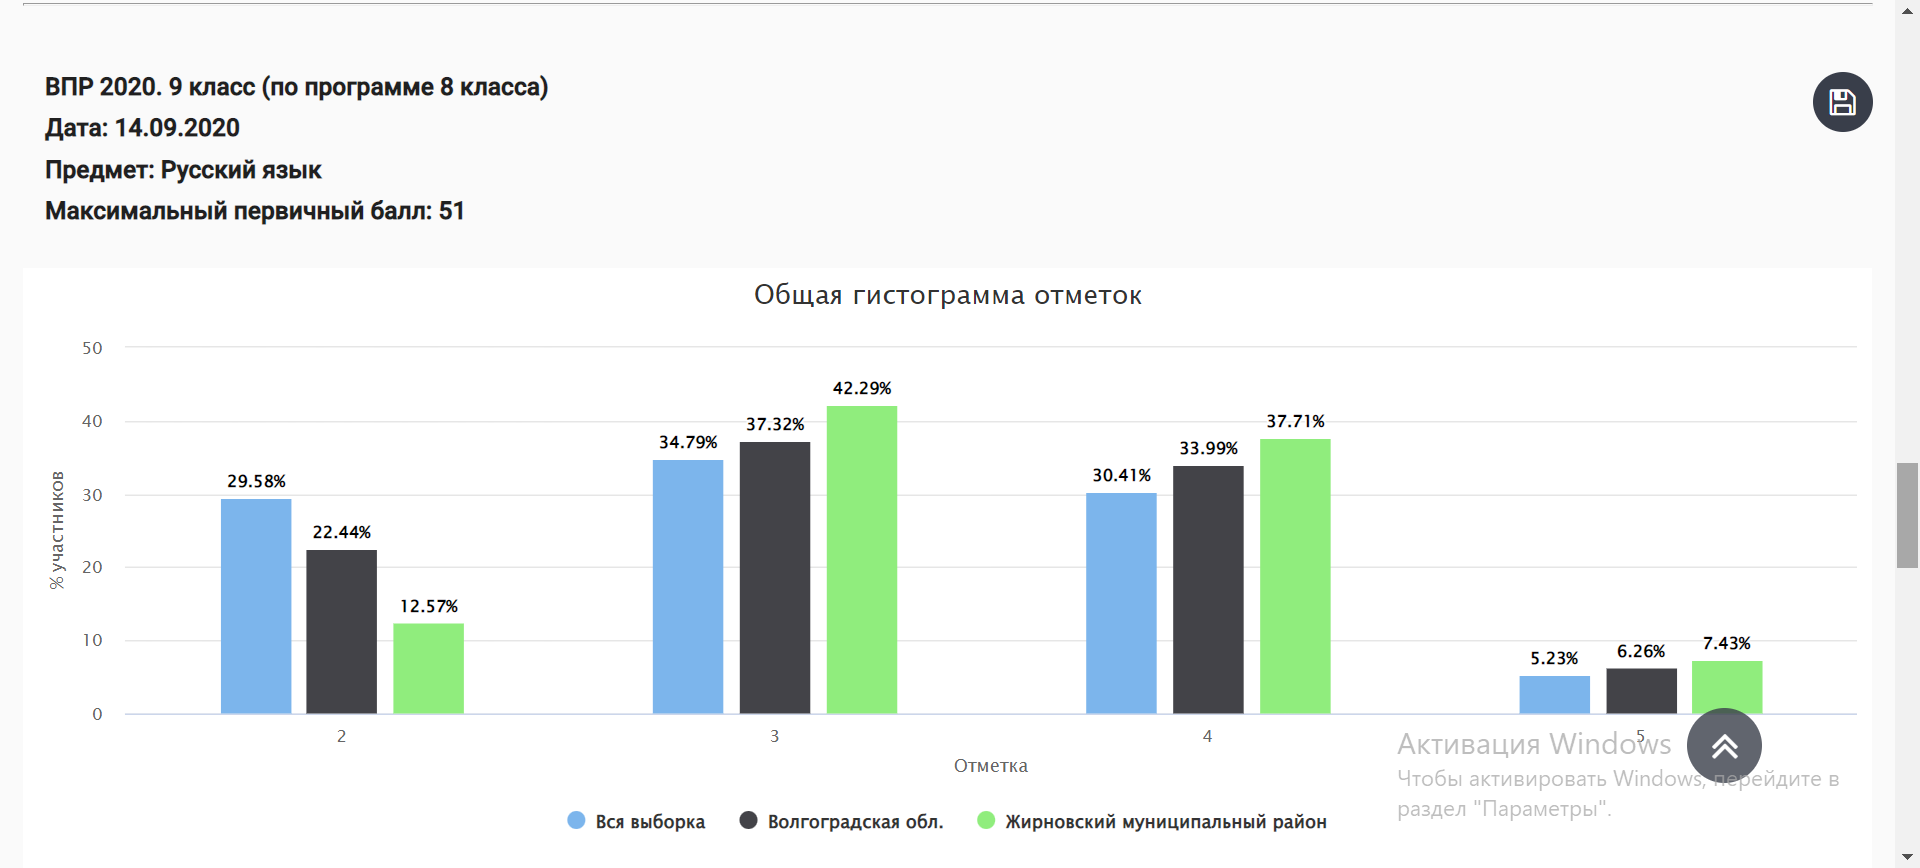 ВПР 2020. 9 класс (по программе 8 класса)
Дата: 14.09.2020
Предмет: Русский язык
Максимальный первичный балл: 51
Общая гистограмма отметок
50
40
30
20
10
0
% участников
29.58%
22.44%
12.57%
34.79%
37.32%
42.29%
30.41%
33.99%
37.71%
5.23%
6.26%
7.43%
2
3
4
5
Отметка
Вся выборка
Волгоградская обл.
Жирновский муниципальный район
Активация Windows
Чтобы активировать Windows, перейдите в
раздел "Параметры".